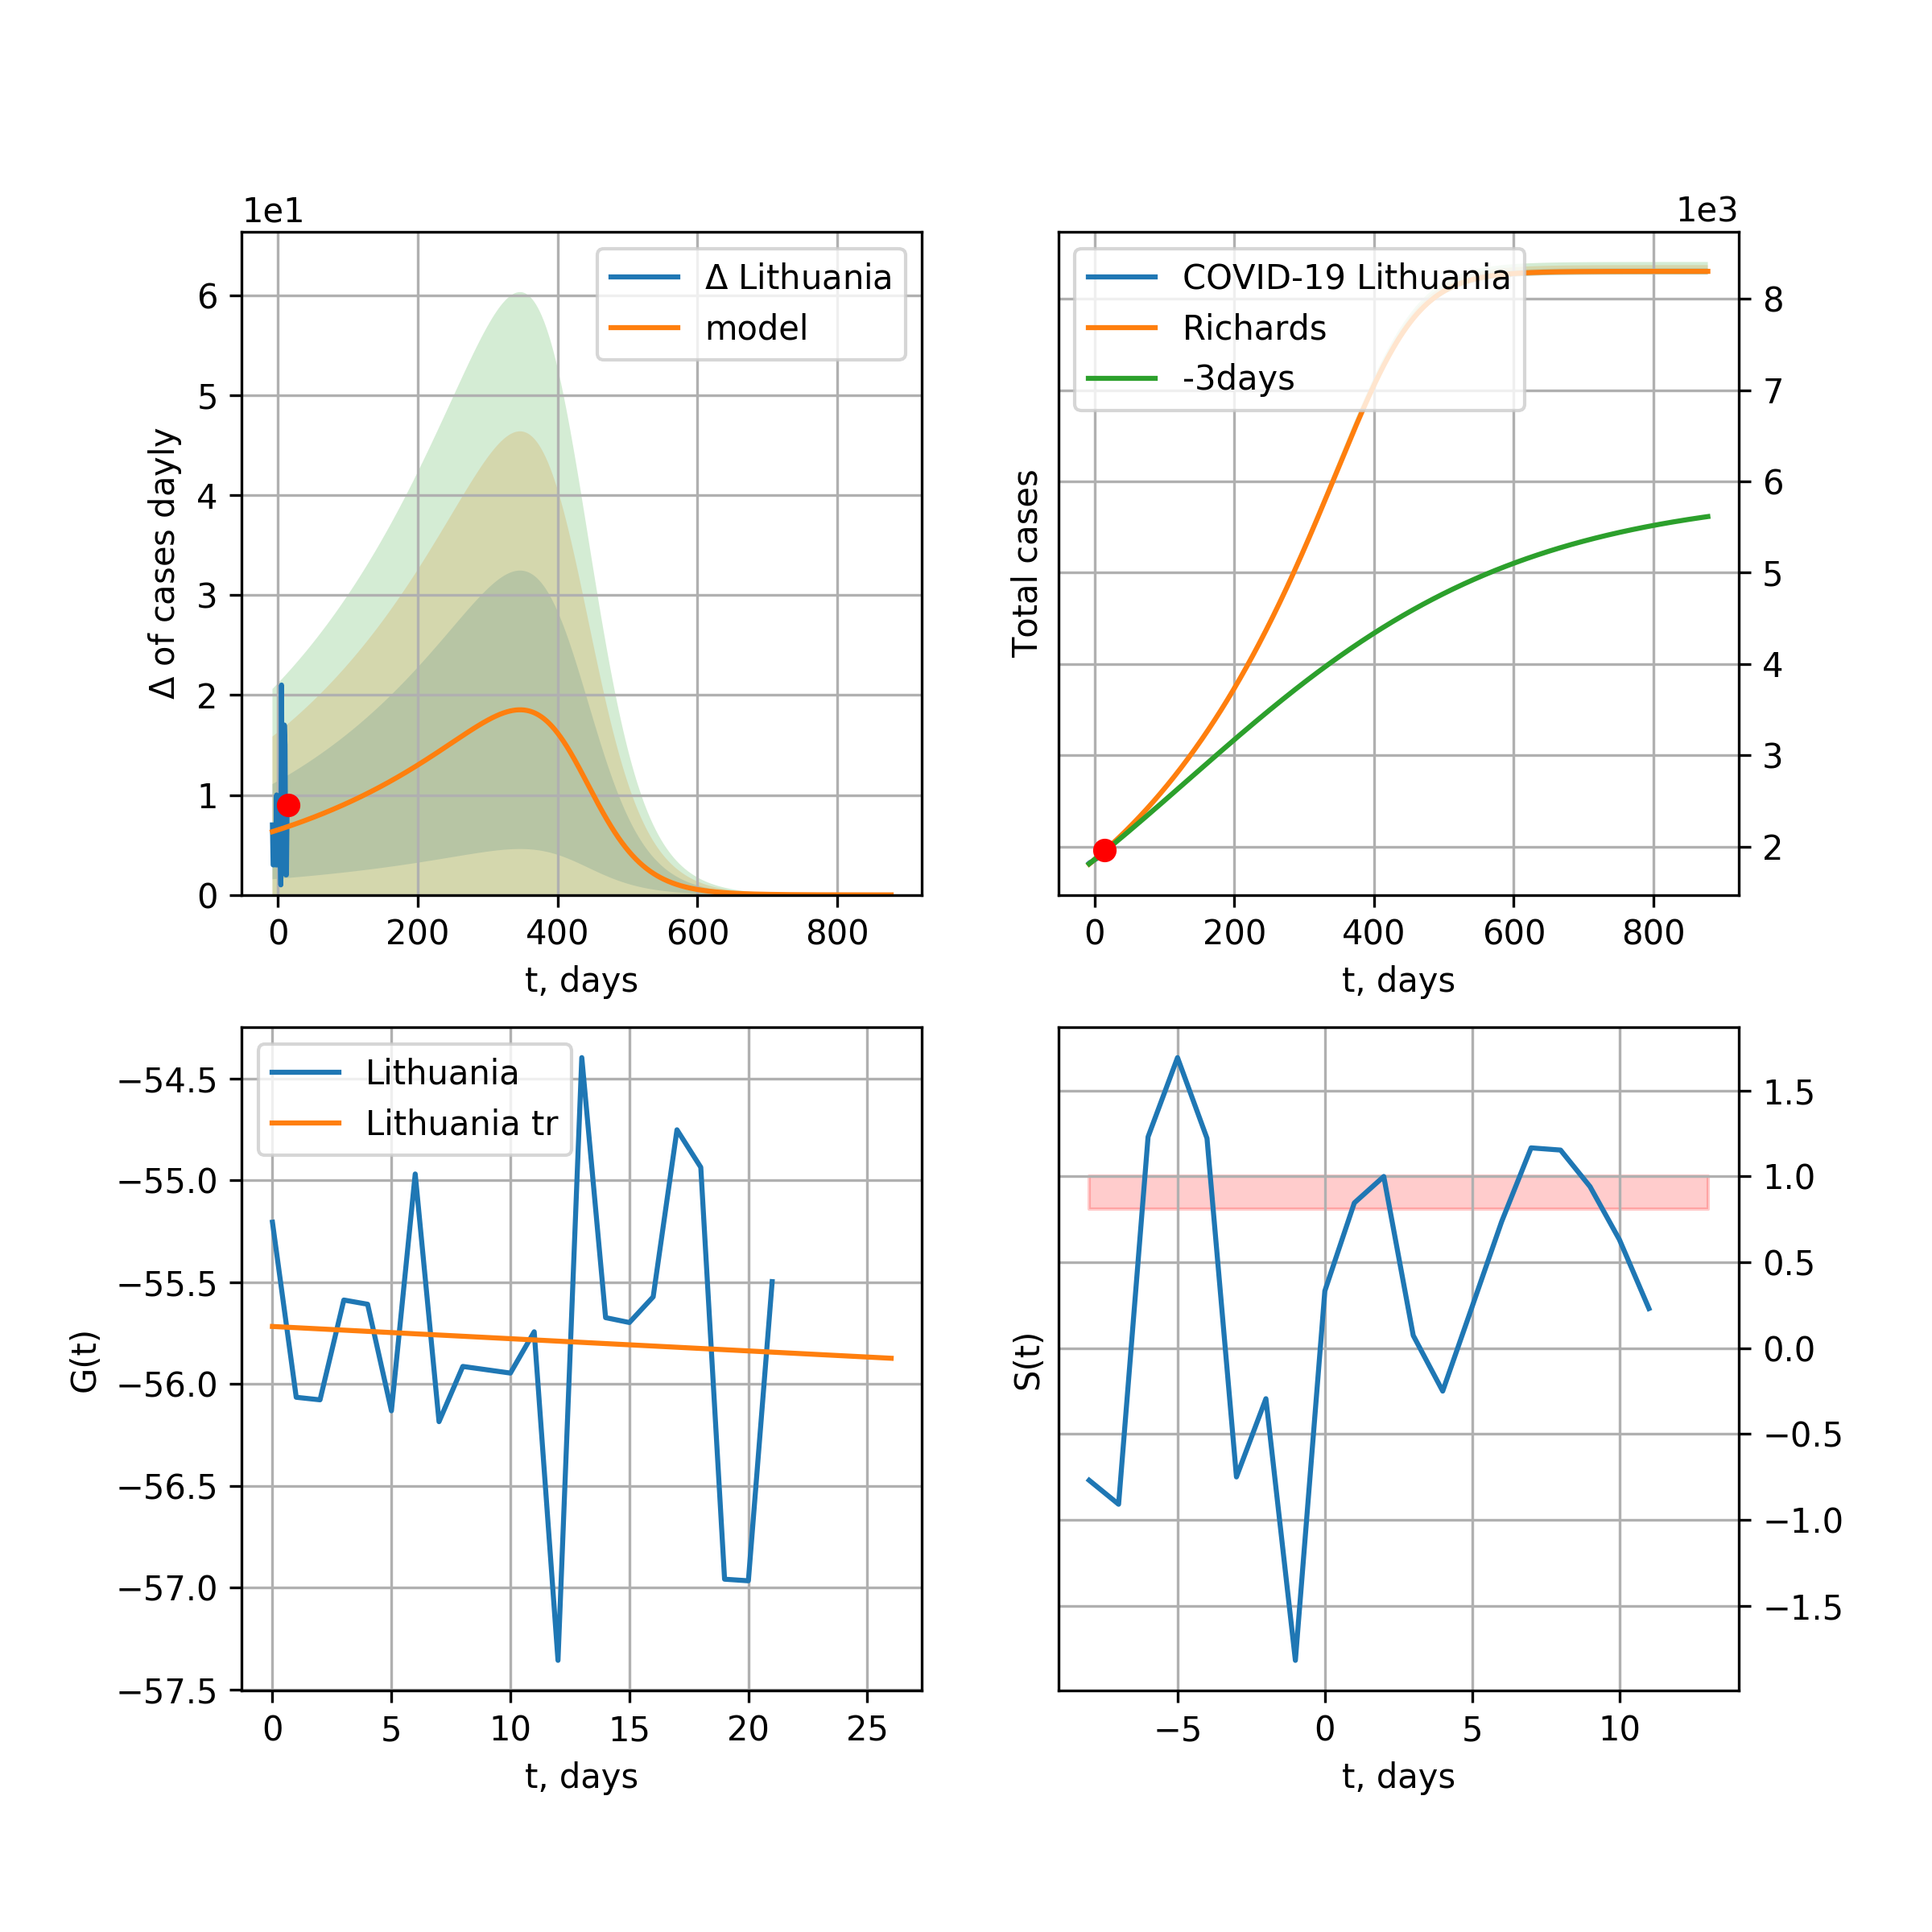 1e1
Δ Lithuania
model
6
5
4
3
2
1
0
Δ of cases dayly
0 200 400 600 800
t, days
1e3
COVID-19 Lithuania
Richards
-3days
8
7
6
5
4
3
2
Total cases
0 200 400 600 800
t, days
Lithuania
Lithuania tr
−54.5
−55.0
−55.5
−56.0
−56.5
−57.0
−57.5
G(t)
0 5 10 15 20 25
t, days
1.5
1.0
0.5
0.0
−0.5
−1.0
−1.5
S(t)
−5 0 5 10
t, days